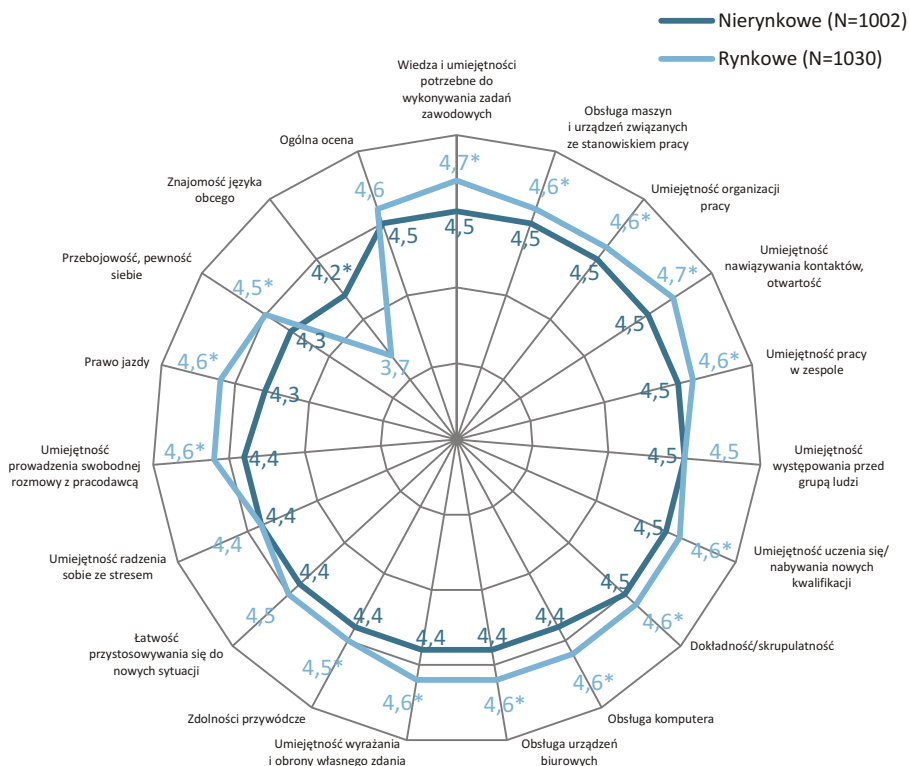 Nierynkowe (N=1002)
Rynkowe (N=1030)
Wiedza i umiejętności
potrzebne do
wykonywania zadań
zawodowych
Obsługa maszyn
i urządzeń związanych
ze stanowiskiem pracy
Umiejętność organizacji
pracy
Umiejętność
nawiązywania kontaktów,
otwartość
Umiejętność pracy
w zespole
Umiejętność
występowania przed
grupą ludzi
Umiejętność uczenia się/
nabywania nowych
kwalifikacji
Dokładność/skrupulatność
Obsługa komputera
Obsługa urządzeń
biurowych
Umiejętność wyrażania
i obrony własnego zdania
Zdolności przywódcze
Łatwość
przystosowywania się do
nowych sytuacji
Umiejętność radzenia
sobie ze stresem
Umiejętność
prowadzenia swobodnej
rozmowy z pracodawcą
Prawo jazdy
Przebojowość, pewność
siebie
Znajomość języka
obcego
Ogólna ocena
4,7*
4,6*
4,6*
4,7*
4,6*
4,5
4,6*
4,6*
4,6*
4,6*
4,6*
4,5*
4,5
4,4
4,6*
4,6*
4,5*
3,7
4,6
4,5
4,5
4,5
4,5
4,5
4,5
4,5
4,5
4,4
4,4
4,4
4,4
4,4
4,4
4,4
4,3
4,3
4,2*
4,5